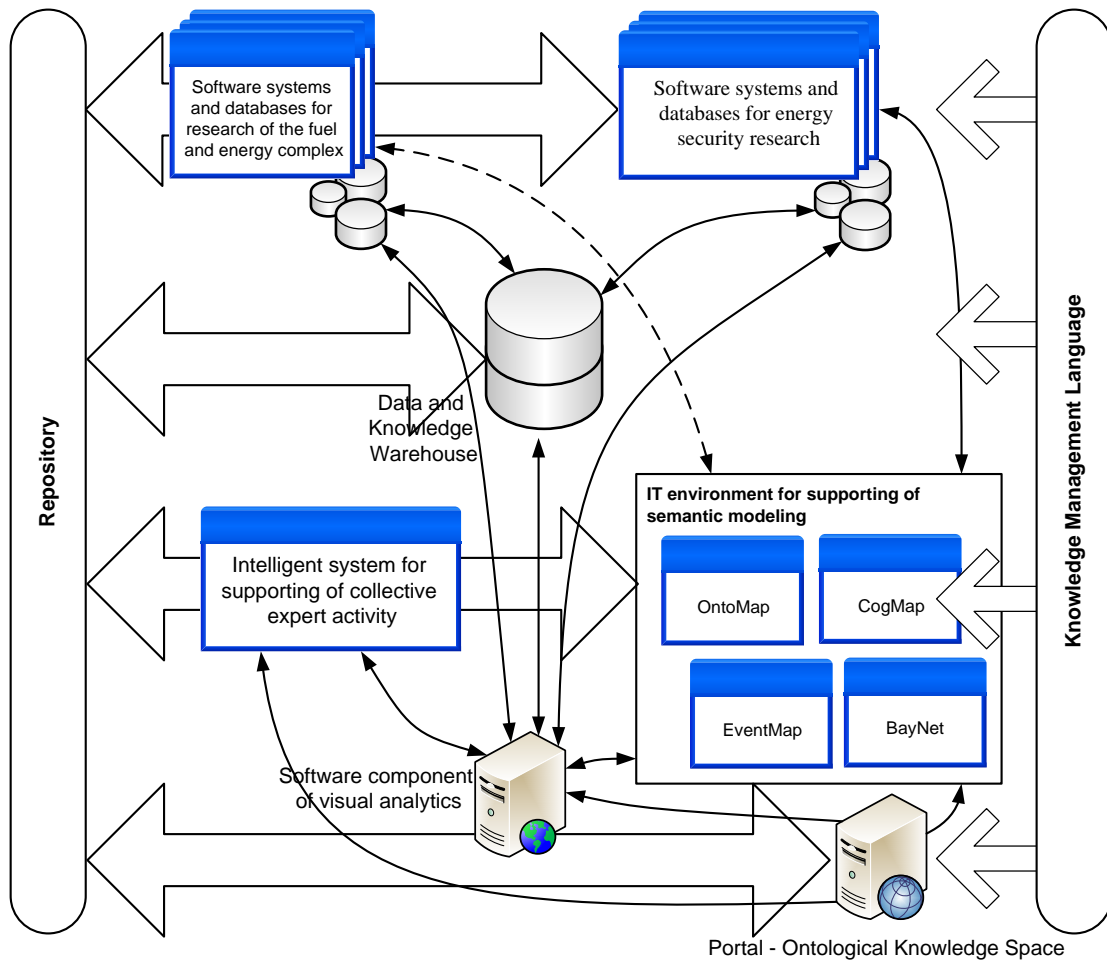 Software systems
and databases for
research of the fuel
and energy complex
Software systems and
databases for energy
security research
Repository
Knowledge Management Language
Data and
Knowledge
Warehouse
IT environment for supporting of
semantic modeling
Intelligent system for
supporting of collective
expert activity
OntoMap
CogMap
EventMap
BayNet
Software component
of visual analytics
Portal - Ontological Knowledge Space